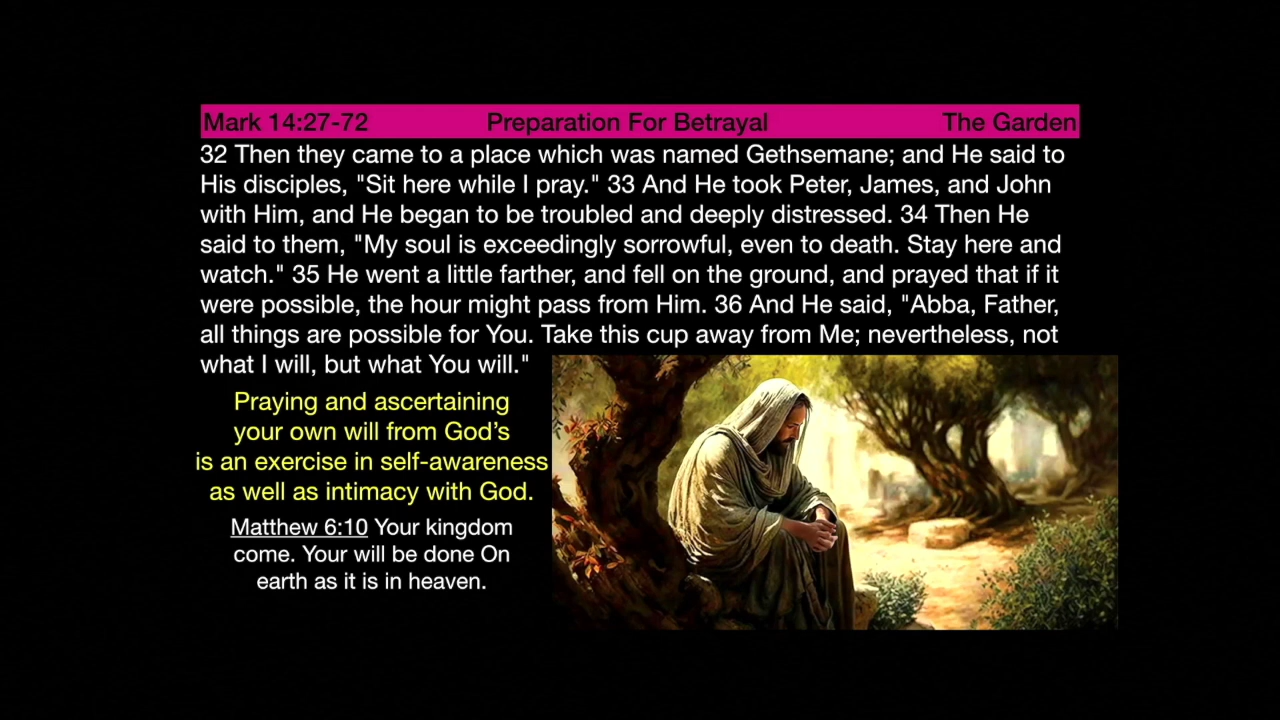 Mark 14:27-72 Preparation For Betrayal The Garden
32 Then they came to a place which was named Gethsemane; and He said to
His disciples, "Sit here while I pray." 33 And He took Peter, James, and John
with Him, and He began to be troubled and deeply distressed. 34 Then He
said to them, "My soul is exceedingly sorrowful, even to death. Stay here and
watch." 35 He went a little farther, and fell on the ground, and prayed that if it
were possible, the hour might pass from Him. 36 And He said, "Abba, Father,
all things are possible for You. Take this cup away from Me; nevertheless, not
what I will, but what You will."
Praying and ascertaining
your own will from God’s
is an exercise in self-awareness
as well as intimacy with God.
Matthew 6:10 Your kingdom
come. Your will be done On
earth as it is in heaven.